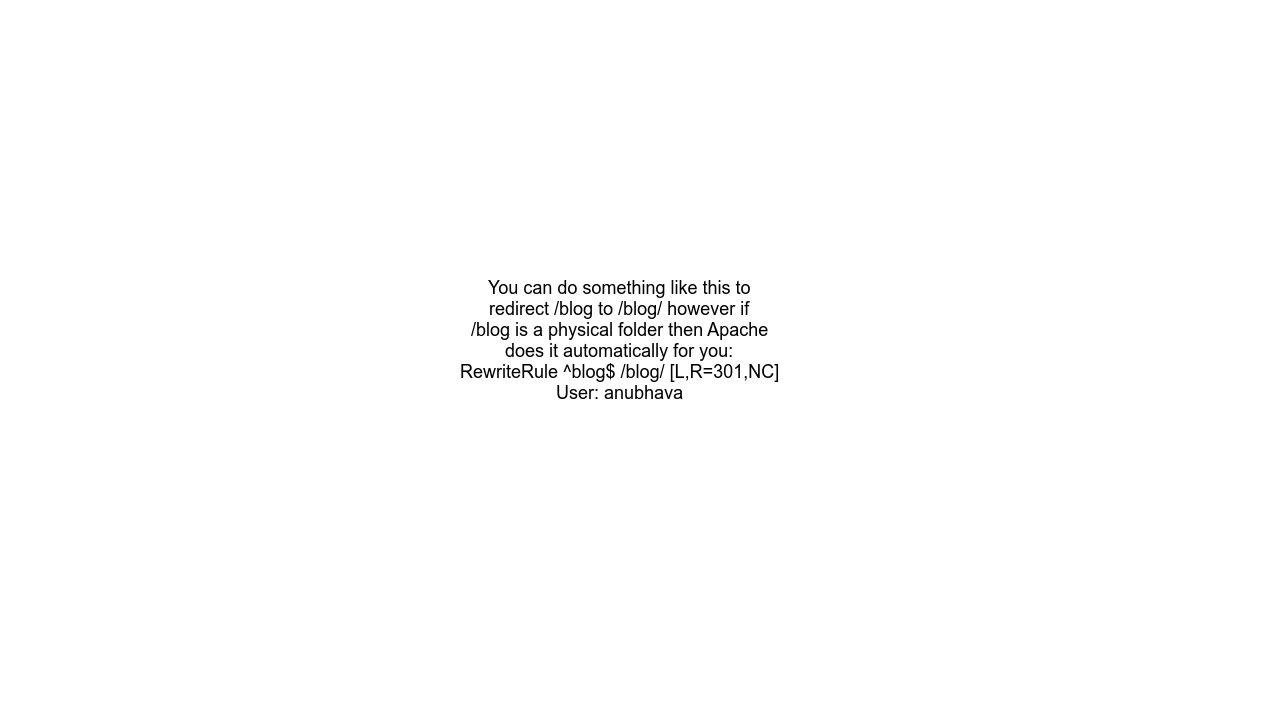 You can do something like this to
redirect /blog to /blog/ however if
/blog is a physical folder then Apache
does it automatically for you:
RewriteRule ^blog$ /blog/ [L,R=301,NC]
User: anubhava